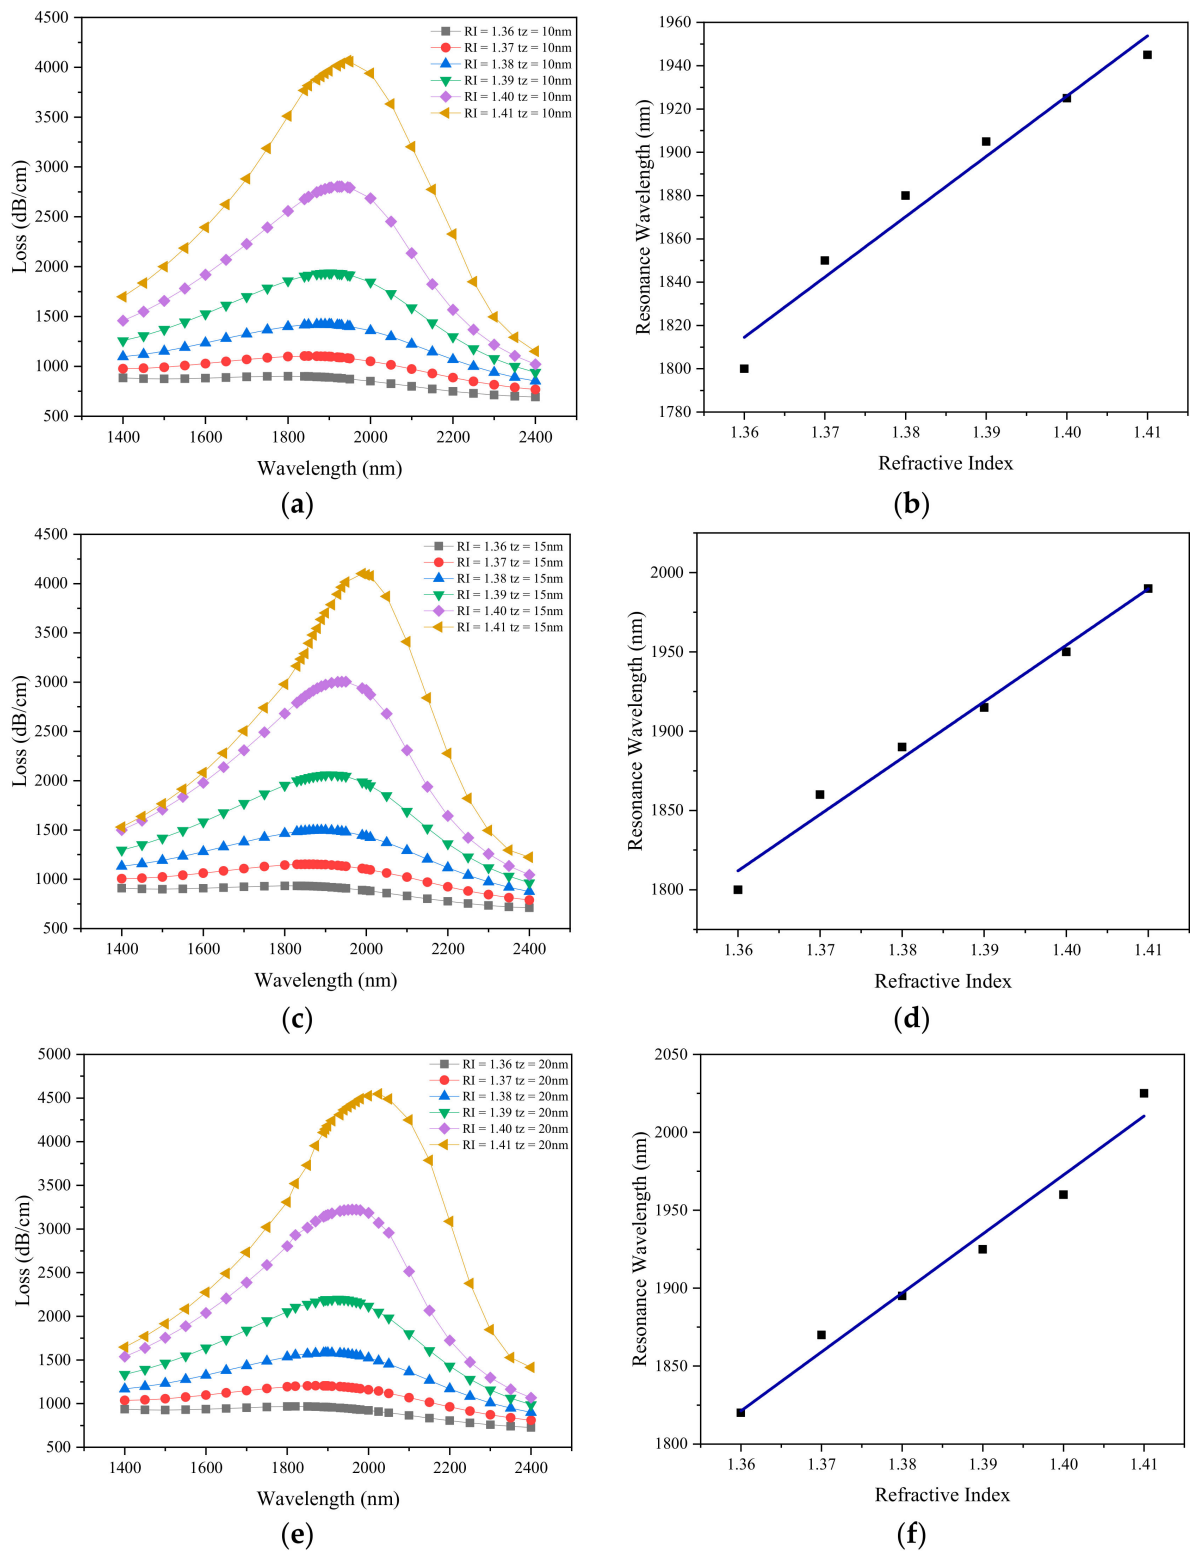 4500
4000
3500
3000
2500
2000
1500
1000
500
Loss (dB/cm)
RI = 1.36 tz = 10nm
RI = 1.37 tz = 10nm
RI = 1.38 tz = 10nm
RI = 1.39 tz = 10nm
RI = 1.40 tz = 10nm
RI = 1.41 tz = 10nm
1400 1600 1800 2000 2200 2400
Wavelength (nm)
(a)
1960
1940
1920
1900
1880
1860
1840
1820
1800
1780
Resonance Wavelength (nm)
1.36 1.37 1.38 1.39 1.40 1.41
Refractive Index
(b)
4500
4000
3500
3000
2500
2000
1500
1000
500
Loss (dB/cm)
RI = 1.36 tz = 15nm
RI = 1.37 tz = 15nm
RI = 1.38 tz = 15nm
RI = 1.39 tz = 15nm
RI = 1.40 tz = 15nm
RI = 1.41 tz = 15nm
1400 1600 1800 2000 2200 2400
Wavelength (nm)
(c)
2000
1950
1900
1850
1800
Resonance Wavelength (nm)
1.36 1.37 1.38 1.39 1.40 1.41
Refractive Index
(d)
5000
4500
4000
3500
3000
2500
2000
1500
1000
500
Loss (dB/cm)
RI = 1.36 tz = 20nm
RI = 1.37 tz = 20nm
RI = 1.38 tz = 20nm
RI = 1.39 tz = 20nm
RI = 1.40 tz = 20nm
RI = 1.41 tz = 20nm
1400 1600 1800 2000 2200 2400
Wavelength (nm)
(e)
2050
2000
1950
1900
1850
1800
Resonance Wavelength (nm)
1.36 1.37 1.38 1.39 1.40 1.41
Refractive Index
(f)